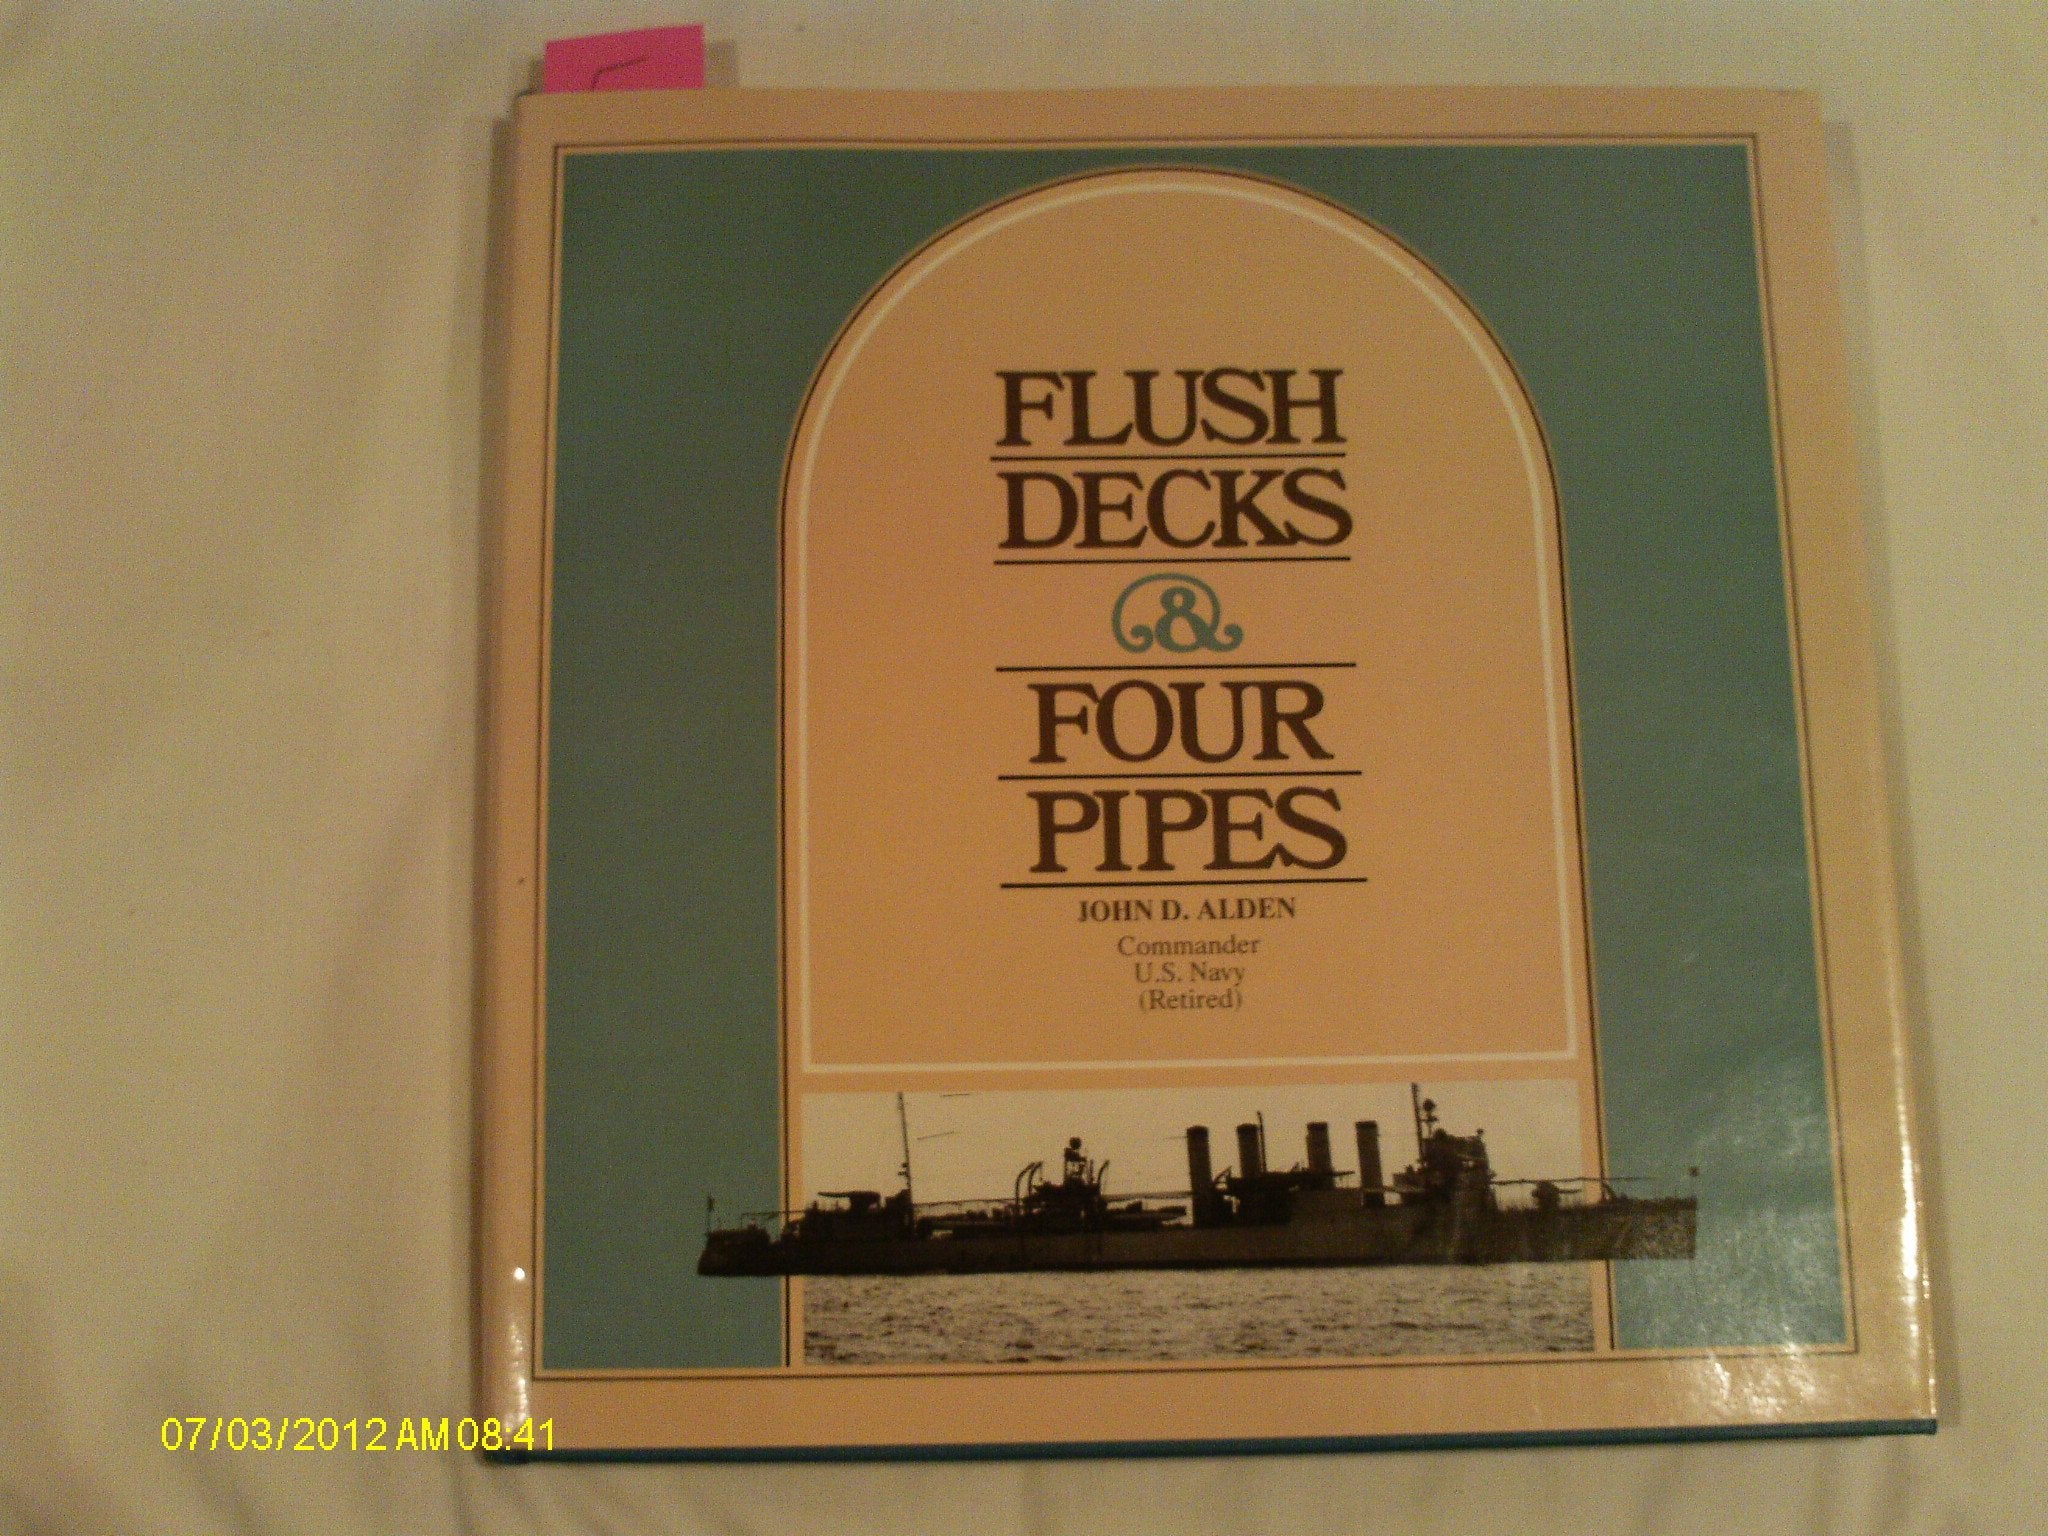 FLUSH
DECKS
&
FOUR
PIPES
JOHN D. ALDEN
Commander
U.S. Navy
(Retired)
07/03/2012 AM 08:41